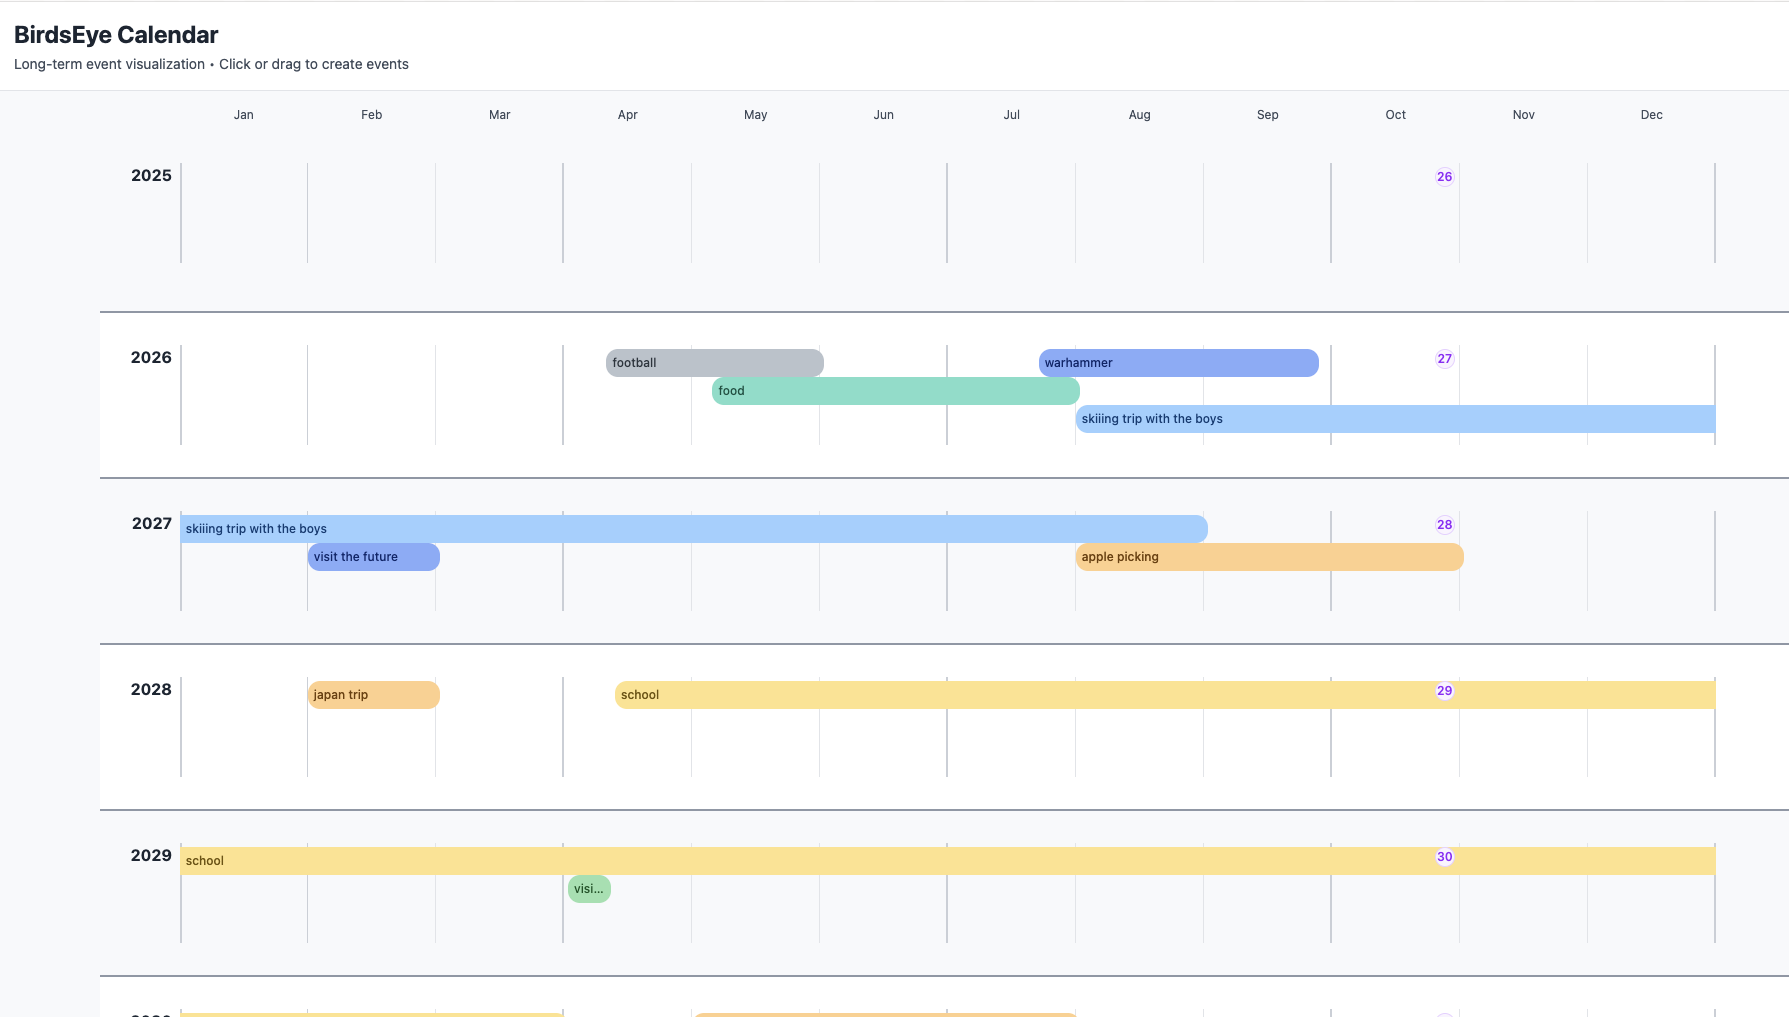 BirdsEye Calendar
Long-term event visualization • Click or drag to create events
Jan Feb Mar Apr May Jun Jul Aug Sep Oct Nov Dec
2025 26
2026 football warhammer 27
food
skiiing trip with the boys
2027 skiiing trip with the boys 28
visit the future apple picking
2028 japan trip school 29
2029 school 30
visi...